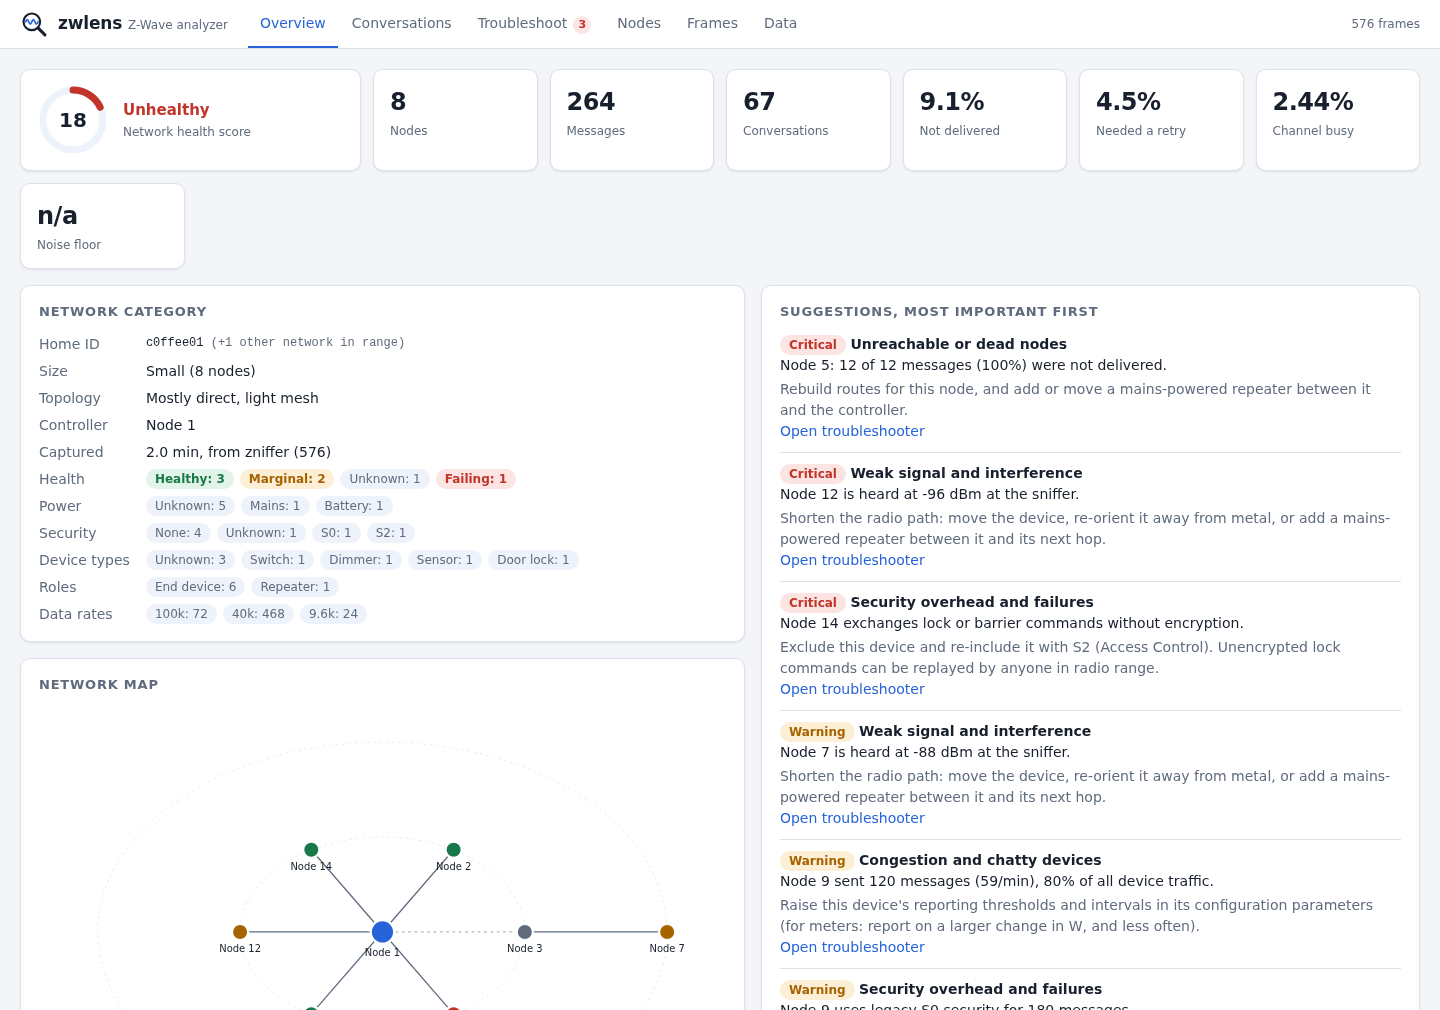 zwlens Z-Wave analyzer
Overview
Conversations
Troubleshoot 3
Nodes
Frames
Data
576 frames
18
Unhealthy
Network health score
8
Nodes
264
Messages
67
Conversations
9.1%
Not delivered
4.5%
Needed a retry
2.44%
Channel busy
n/a
Noise floor
NETWORK CATEGORY
Home ID c0ffee01 (+1 other network in range)
Size Small (8 nodes)
Topology Mostly direct, light mesh
Controller Node 1
Captured 2.0 min, from sniffer (576)
Health Healthy: 3 Marginal: 2 Unknown: 1 Failing: 1
Power Unknown: 5 Mains: 1 Battery: 1
Security None: 4 Unknown: 1 S0: 1 S2: 1
Device types Unknown: 3 Switch: 1 Dimmer: 1 Sensor: 1 Door lock: 1
Roles End device: 6 Repeater: 1
Data rates 100k: 72 40k: 468 9.6k: 24
NETWORK MAP
Node 14
Node 2
Node 12
Node 1
Node 3
Node 7
SUGGESTIONS, MOST IMPORTANT FIRST
Critical Unreachable or dead nodes
Node 5: 12 of 12 messages (100%) were not delivered.
Rebuild routes for this node, and add or move a mains-powered repeater between it
and the controller.
Open troubleshooter
Critical Weak signal and interference
Node 12 is heard at -96 dBm at the sniffer.
Shorten the radio path: move the device, re-orient it away from metal, or add a mains-
powered repeater between it and its next hop.
Open troubleshooter
Critical Security overhead and failures
Node 14 exchanges lock or barrier commands without encryption.
Exclude this device and re-include it with S2 (Access Control). Unencrypted lock
commands can be replayed by anyone in radio range.
Open troubleshooter
Warning Weak signal and interference
Node 7 is heard at -88 dBm at the sniffer.
Shorten the radio path: move the device, re-orient it away from metal, or add a mains-
powered repeater between it and its next hop.
Open troubleshooter
Warning Congestion and chatty devices
Node 9 sent 120 messages (59/min), 80% of all device traffic.
Raise this device's reporting thresholds and intervals in its configuration parameters
(for meters: report on a larger change in W, and less often).
Open troubleshooter
Warning Security overhead and failures
Node 9 uses legacy S0 security for 180 messages.